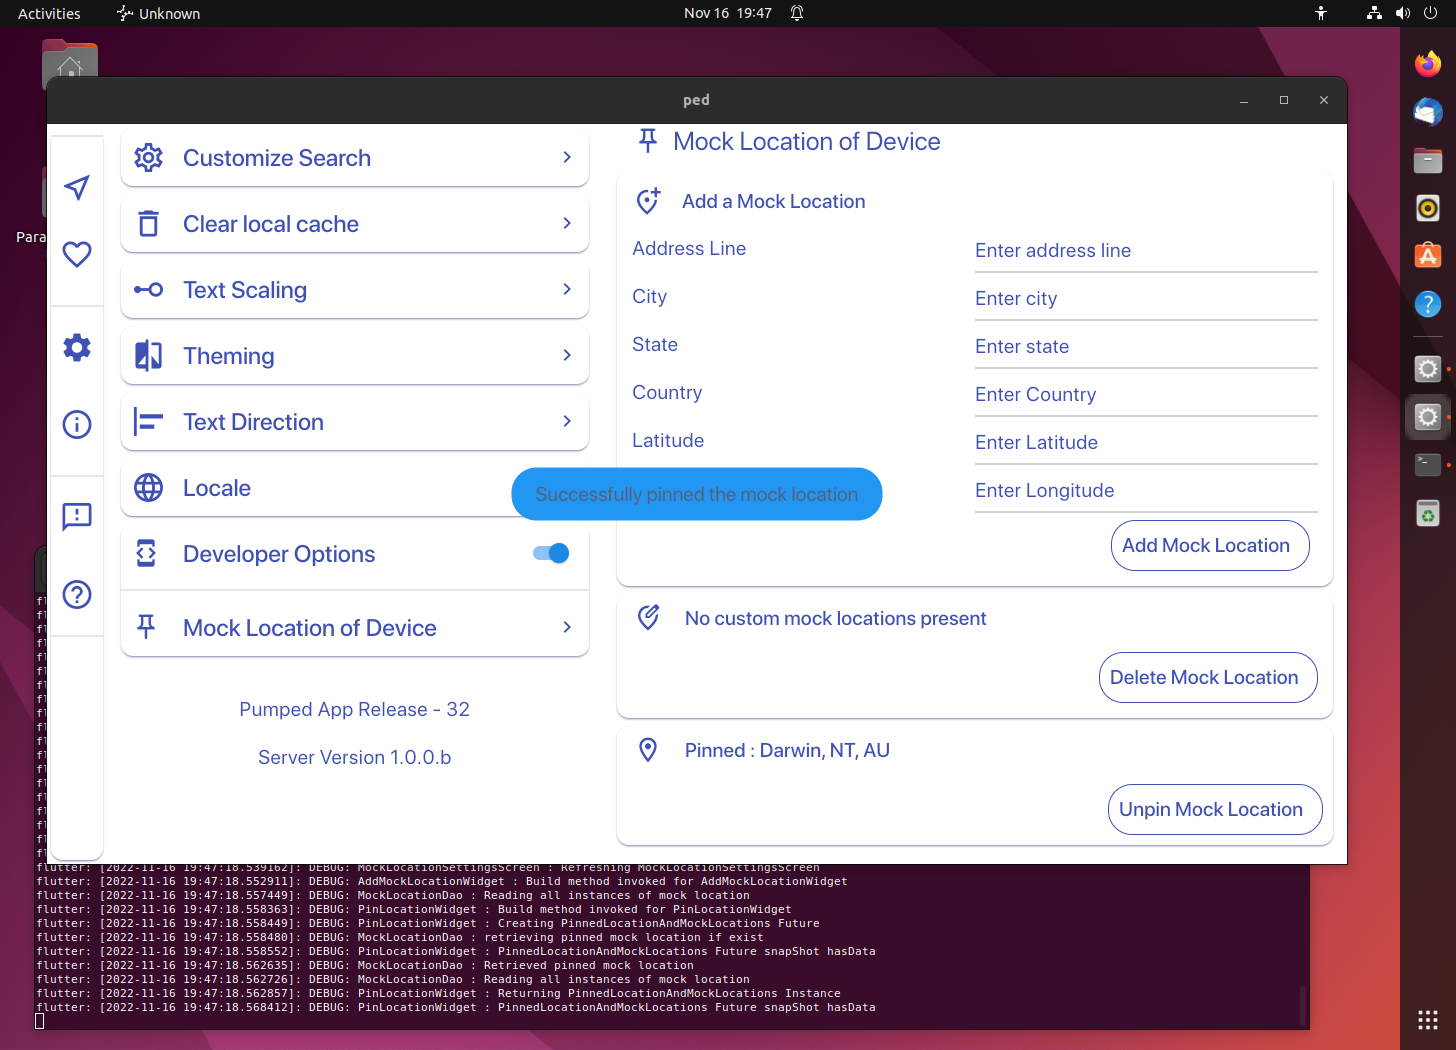 Activities
Unknown
Nov 16 19:47
ped
Customize Search
Clear local cache
Text Scaling
Theming
Text Direction
Locale
Developer Options
Mock Location of Device
Pumped App Release - 32
Server Version 1.0.0.b
Mock Location of Device
Add a Mock Location
Address Line
Enter address line
City
Enter city
State
Enter state
Country
Enter Country
Latitude
Enter Latitude
Successfully pinned the mock location
Enter Longitude
Add Mock Location
No custom mock locations present
Delete Mock Location
Pinned : Darwin, NT, AU
Unpin Mock Location
Para
flutter: [2022-11-16 19:47:18.539162]: DEBUG: MockLocationSettingsScreen : Refreshing MockLocationSettingsScreen
flutter: [2022-11-16 19:47:18.552911]: DEBUG: AddMockLocationWidget : Build method invoked for AddMockLocationWidget
flutter: [2022-11-16 19:47:18.557449]: DEBUG: MockLocationDao : Reading all instances of mock location
flutter: [2022-11-16 19:47:18.558363]: DEBUG: PinLocationWidget : Build method invoked for PinLocationWidget
flutter: [2022-11-16 19:47:18.558449]: DEBUG: PinLocationWidget : Creating PinnedLocationAndMockLocations Future
flutter: [2022-11-16 19:47:18.558480]: DEBUG: MockLocationDao : retrieving pinned mock location if exist
flutter: [2022-11-16 19:47:18.558552]: DEBUG: PinLocationWidget : PinnedLocationAndMockLocations Future snapShot hasData
flutter: [2022-11-16 19:47:18.562635]: DEBUG: MockLocationDao : Retrieved pinned mock location
flutter: [2022-11-16 19:47:18.562726]: DEBUG: MockLocationDao : Reading all instances of mock location
flutter: [2022-11-16 19:47:18.562857]: DEBUG: PinLocationWidget : Returning PinnedLocationAndMockLocations Instance
flutter: [2022-11-16 19:47:18.568412]: DEBUG: PinLocationWidget : PinnedLocationAndMockLocations Future snapShot hasData